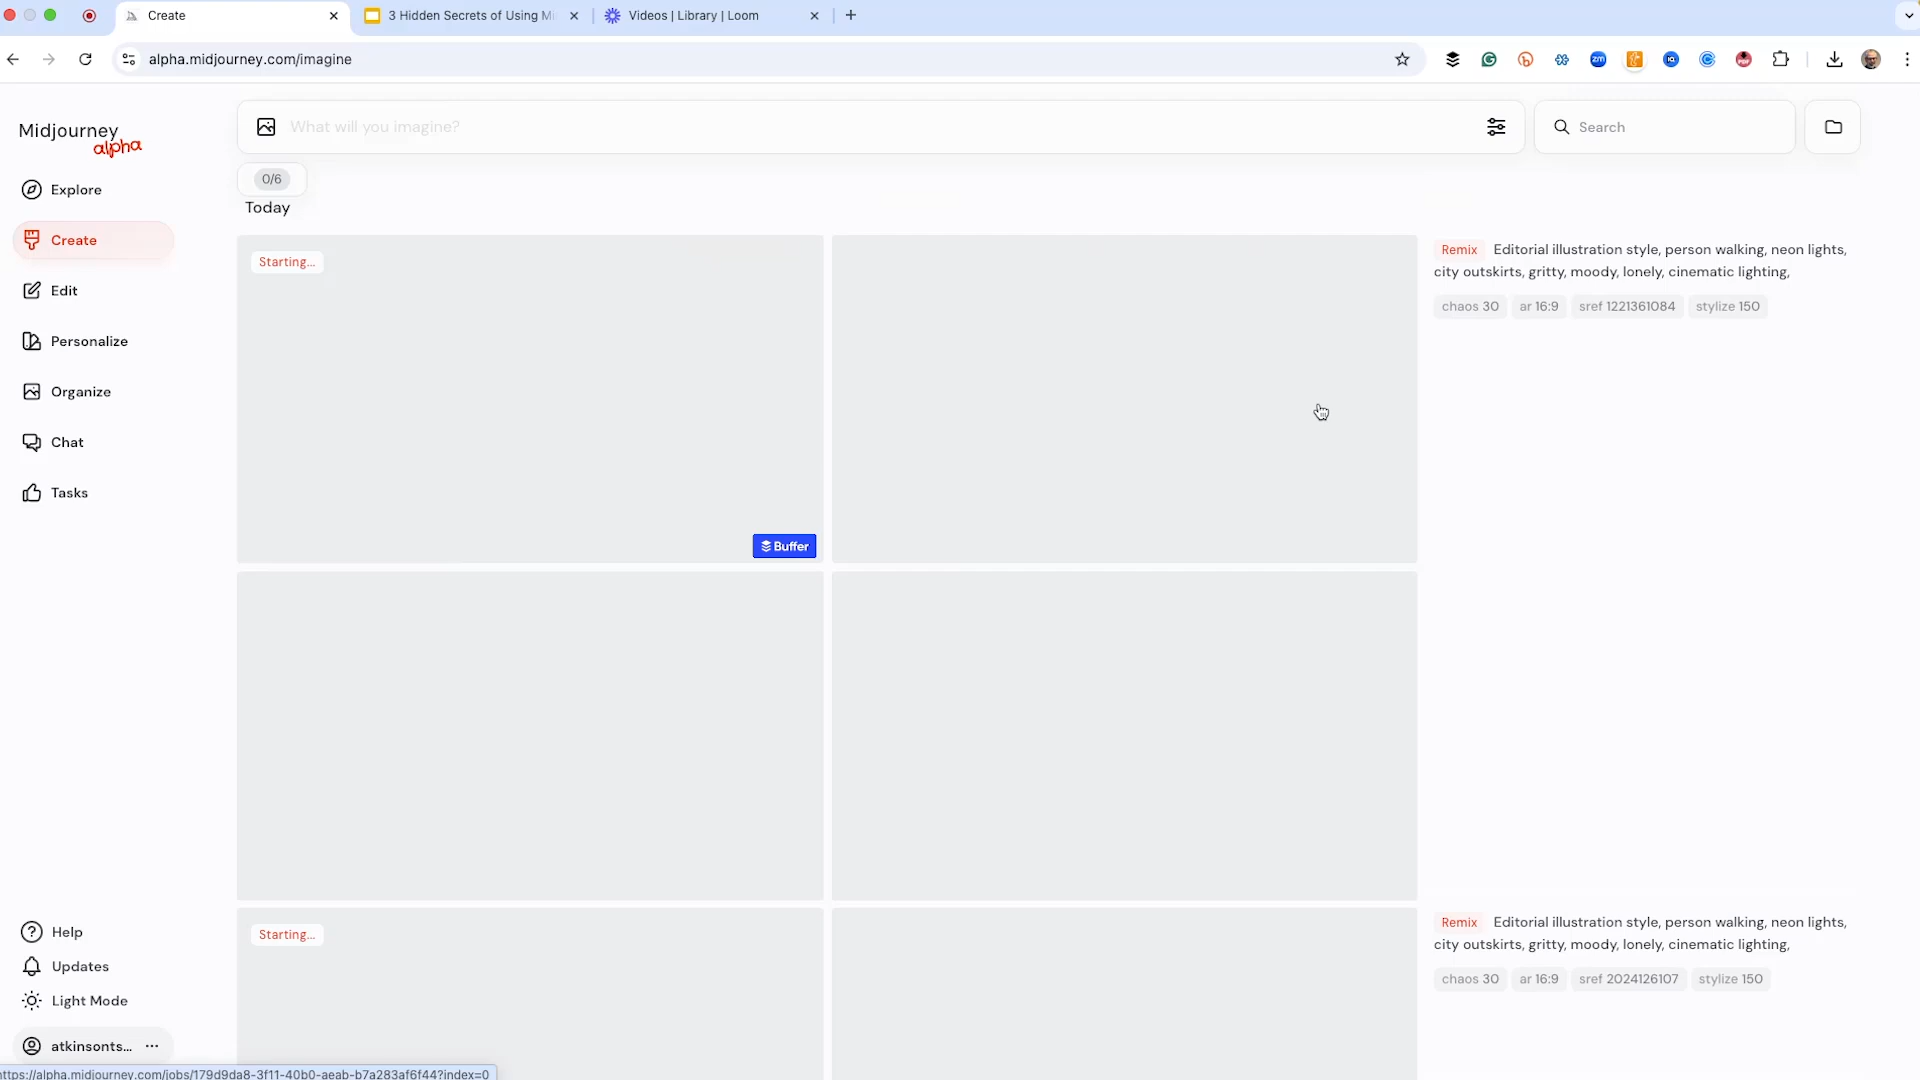 Create
3 Hidden Secrets of Using Mi
Videos | Library | Loom
alpha.midjourney.com/imagine
Midjourney
alpha
What will you imagine?
Search
0/6
Today
Explore
Create
Edit
Personalize
Organize
Chat
Tasks
Starting...
Buffer
Remix Editorial illustration style, person walking, neon lights,
city outskirts, gritty, moody, lonely, cinematic lighting,
chaos 30 ar 16:9 sref 1221361084 stylize 150
Starting...
Remix Editorial illustration style, person walking, neon lights,
city outskirts, gritty, moody, lonely, cinematic lighting,
chaos 30 ar 16:9 sref 2024126107 stylize 150
Help
Updates
Light Mode
atkinsonts...
https://alpha.midjourney.com/jobs/179d9da8-3f11-40b0-aeab-b7a283af6f44?index=0